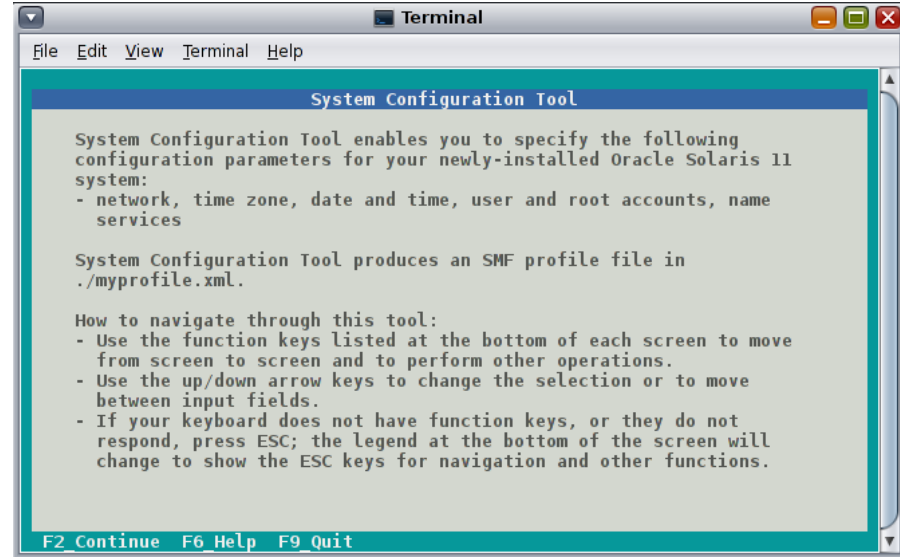 Terminal
File Edit View Terminal Help
System Configuration Tool
System Configuration Tool enables you to specify the following
configuration parameters for your newly-installed Oracle Solaris 11
system:
- network, time zone, date and time, user and root accounts, name
services
System Configuration Tool produces an SMF profile file in
./myprofile.xml.
How to navigate through this tool:
- Use the function keys listed at the bottom of each screen to move
from screen to screen and to perform other operations.
- Use the up/down arrow keys to change the selection or to move
between input fields.
- If your keyboard does not have function keys, or they do not
respond, press ESC; the legend at the bottom of the screen will
change to show the ESC keys for navigation and other functions.
F2_Continue F6_Help F9_Quit